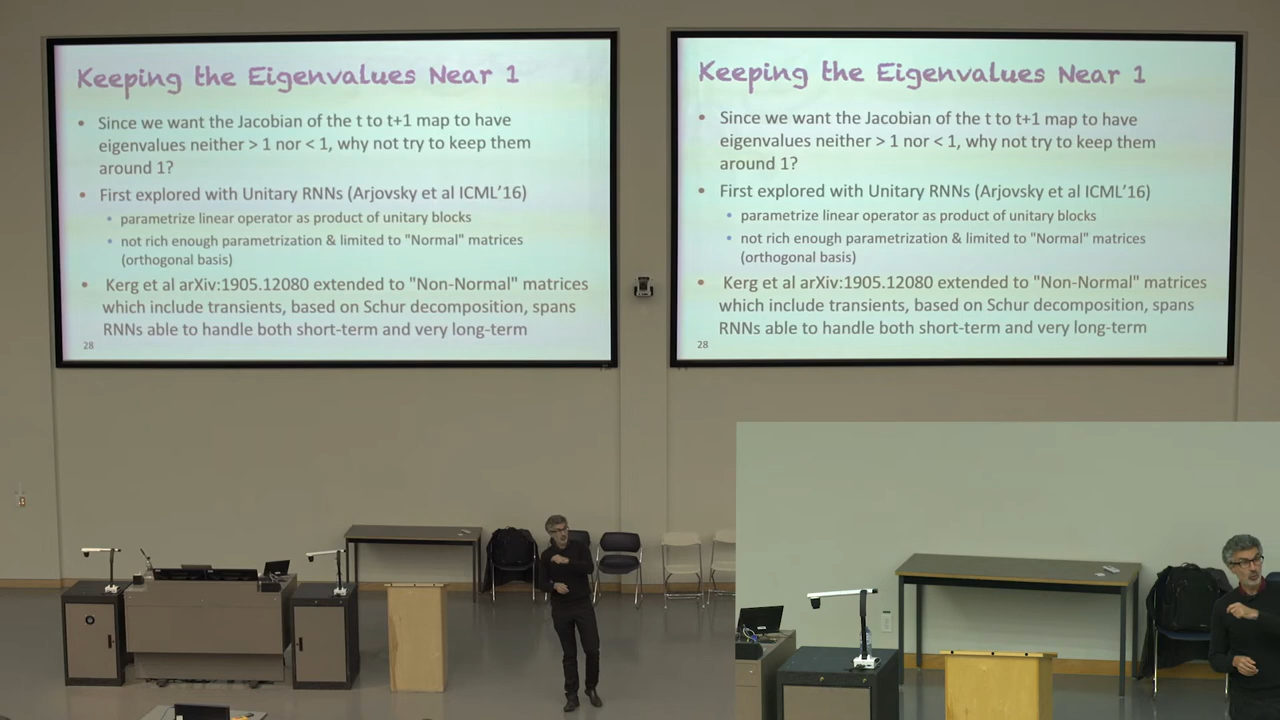 Keeping the Eigenvalues Near 1
• Since we want the Jacobian of the t to t+1 map to have
eigenvalues neither > 1 nor < 1, why not try to keep them
around 1?
• First explored with Unitary RNNs (Arjovsky et al ICML'16)
• parametrize linear operator as product of unitary blocks
• not rich enough parametrization & limited to "Normal" matrices
(orthogonal basis)
• Kerg et al arXiv:1905.12080 extended to "Non-Normal" matrices
which include transients, based on Schur decomposition, spans
RNNs able to handle both short-term and very long-term
28
Keeping the Eigenvalues Near 1
• Since we want the Jacobian of the t to t+1 map to have
eigenvalues neither > 1 nor < 1, why not try to keep them
around 1?
• First explored with Unitary RNNs (Arjovsky et al ICML'16)
• parametrize linear operator as product of unitary blocks
• not rich enough parametrization & limited to "Normal" matrices
(orthogonal basis)
• Kerg et al arXiv:1905.12080 extended to "Non-Normal" matrices
which include transients, based on Schur decomposition, spans
RNNs able to handle both short-term and very long-term
28